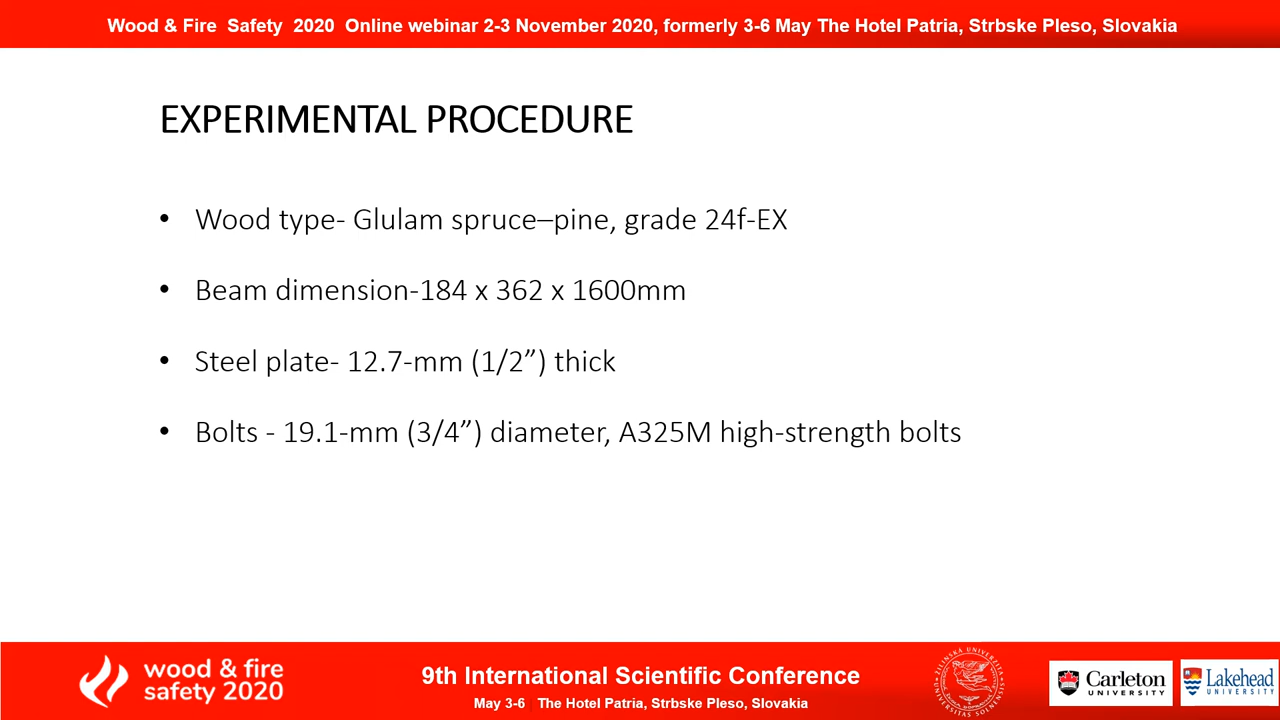 Wood & Fire Safety 2020 Online webinar 2-3 November 2020, formerly 3-6 May The Hotel Patria, Strbske Pleso, Slovakia
EXPERIMENTAL PROCEDURE
• Wood type- Glulam spruce–pine, grade 24f-EX
• Beam dimension-184 x 362 x 1600mm
• Steel plate- 12.7-mm (1/2”) thick
• Bolts - 19.1-mm (3/4”) diameter, A325M high-strength bolts
wood & fire
safety 2020
9th International Scientific Conference
May 3-6 The Hotel Patria, Strbske Pleso, Slovakia
Carleton
UNIVERSITY
Lakehead
UNIVERSITY